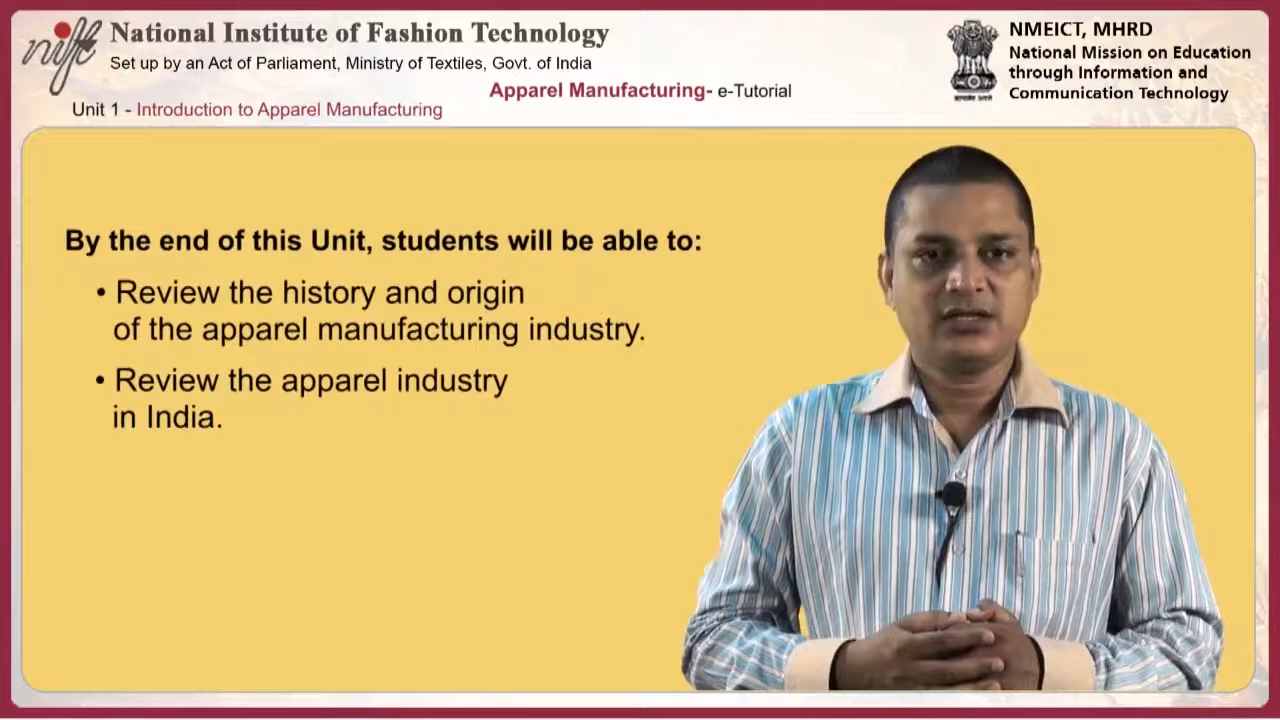 nift
National Institute of Fashion Technology
Set up by an Act of Parliament, Ministry of Textiles, Govt. of India
NMEICT, MHRD
National Mission on Education
through Information and
Communication Technology
Apparel Manufacturing- e-Tutorial
Unit 1 - Introduction to Apparel Manufacturing
By the end of this Unit, students will be able to:
• Review the history and origin
of the apparel manufacturing industry.
• Review the apparel industry
in India.